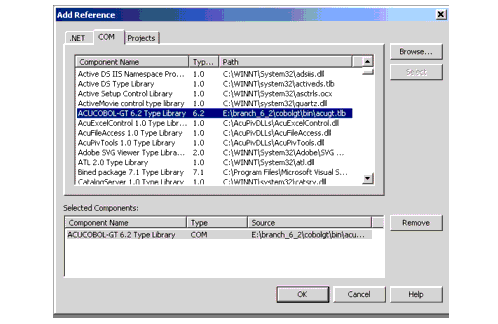 Add Reference
.NET COM Projects
Component Name Typ... Path
Active DS IIS Namespace Pro... 1.0 C:\WINNT\System32\adsiis.dll
Active DS Type Library 1.0 C:\WINNT\System32\activeds.tlb
Active Setup Control Library 1.0 C:\WINNT\System32\asctrls.ocx
ActiveMovie control type library 1.0 C:\WINNT\System32\quartz.dll
ACUCOBOL-GT 6.2 Type Library 6.2 E:\branch_6_2\cobolgt\bin\acugt.tlb
AcuExcelControl 1.0 Type Libr... 1.0 C:\AcuPivDLLs\AcuExcelControl.dll
AcuFileAccess 1.0 Type Library 1.0 C:\AcuPivDLLs\AcuFileAccess.dll
AcuPivTools 1.0 Type Library 1.0 C:\AcuPivDLLs\AcuPivTools.dll
Adobe SVG Viewer Type Libra... 2.0 C:\WINNT\System32\Adobe\SVG ...
ATL 2.0 Type Library 1.0 C:\WINNT\System32\atl.dll
Bined package 7.1 Type Library 7.1 C:\Program Files\Microsoft Visual S...
CatalogServer 1.0 Type Library 1.0 C:\WINNT\system32\catsrv.dll
Browse...
Select
Selected Components:
Component Name Type Source
ACUCOBOL-GT 6.2 Type Library COM E:\branch_6_2\cobolgt\bin\acu...
Remove
OK Cancel Help